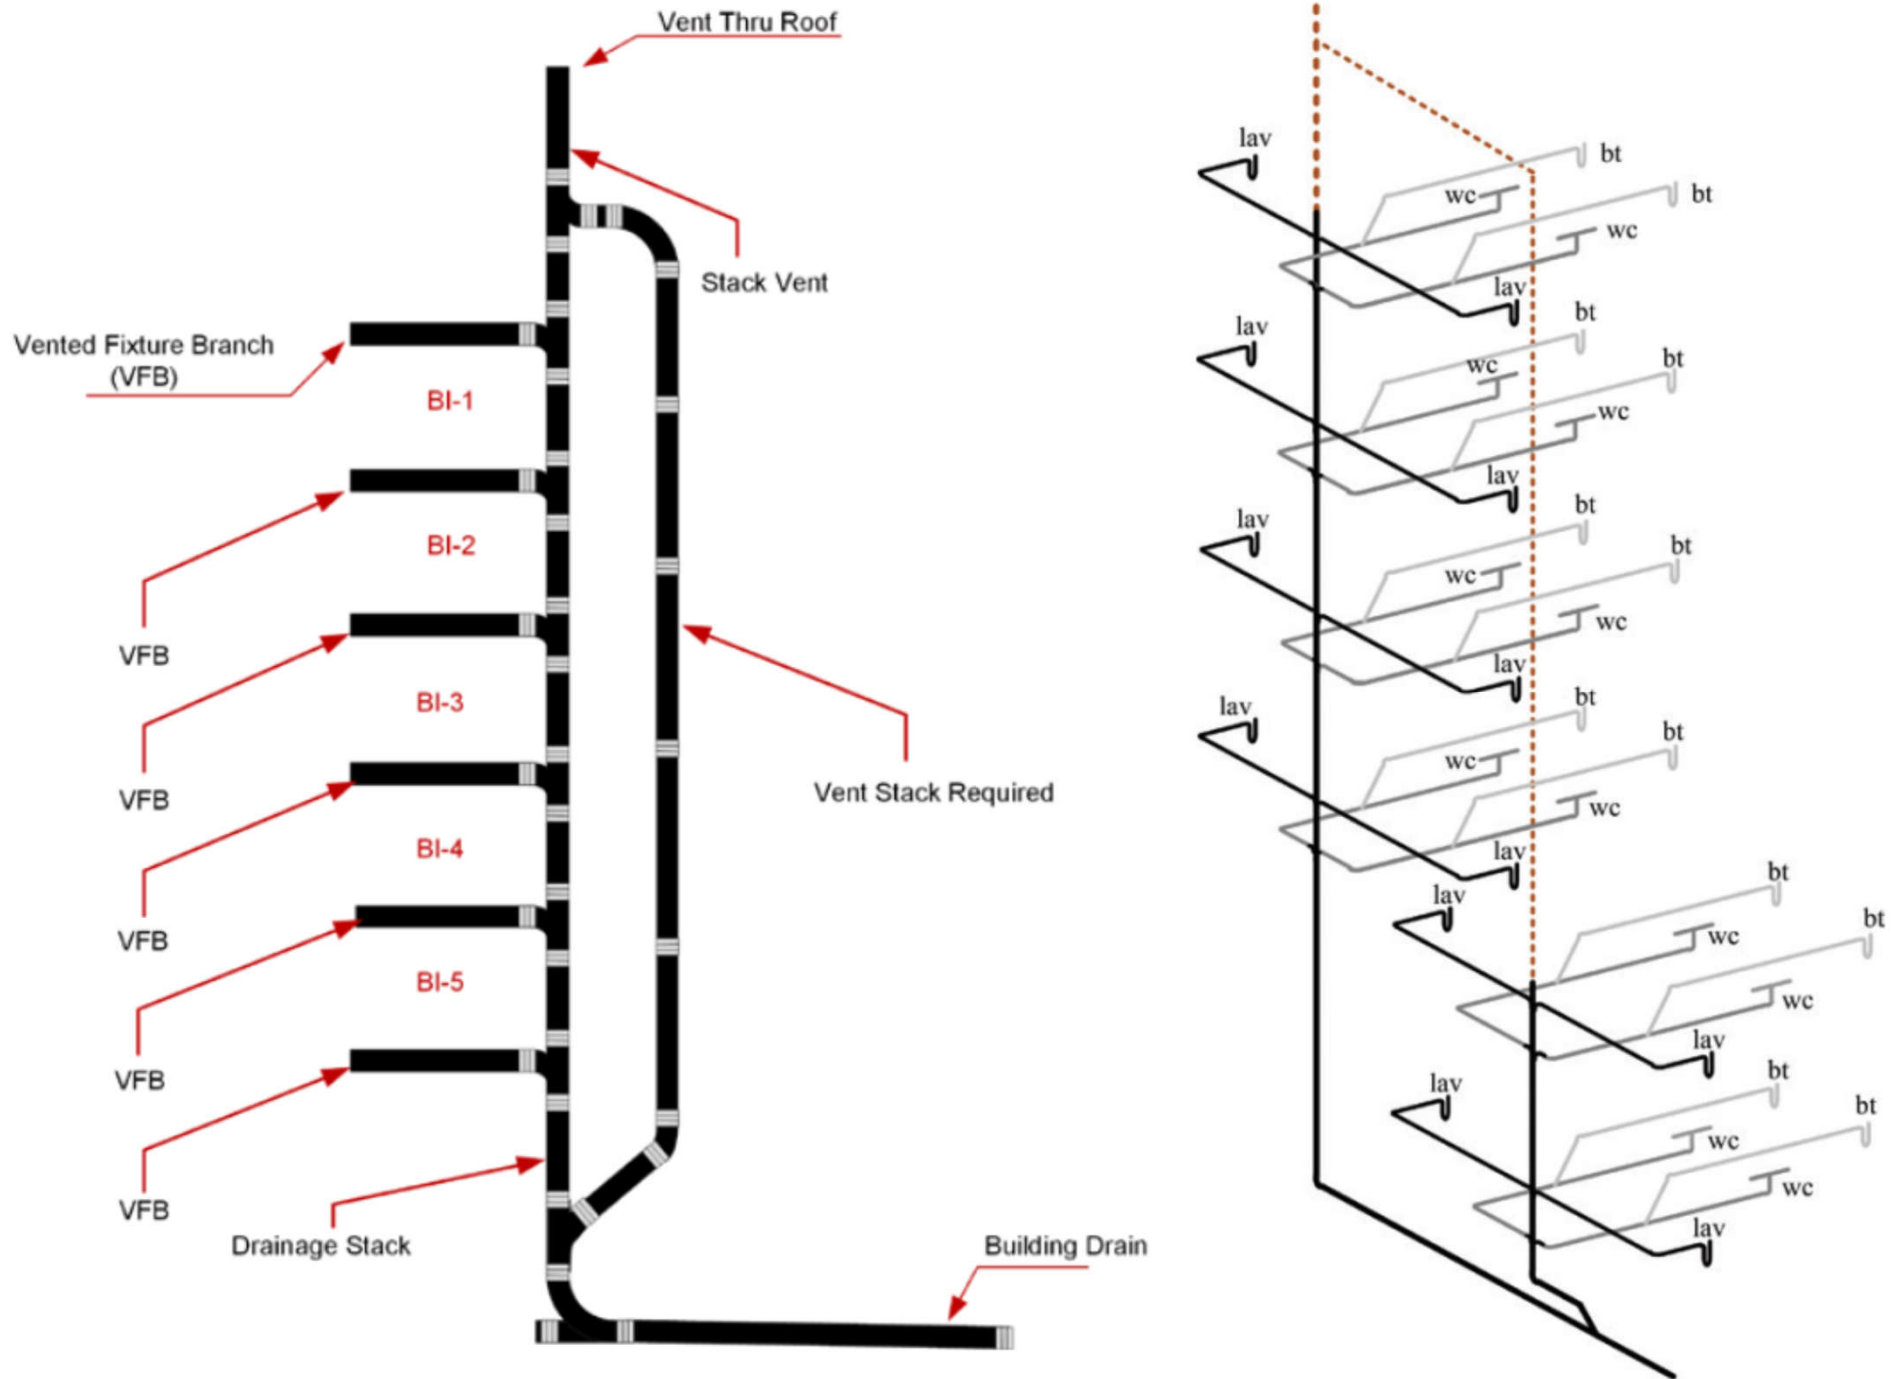 Vent Thru Roof
Stack Vent
Vented Fixture Branch
(VFB)
BI-1
BI-2
VFB
BI-3
VFB
Vent Stack Required
BI-4
VFB
BI-5
VFB
VFB
Drainage Stack
Building Drain
lav
bt
wc
bt
wc
lav
lav
bt
wc
bt
wc
lav
lav
bt
wc
bt
wc
lav
lav
bt
wc
bt
wc
lav
lav
bt
wc
bt
wc
lav
lav
bt
wc
bt
wc
lav